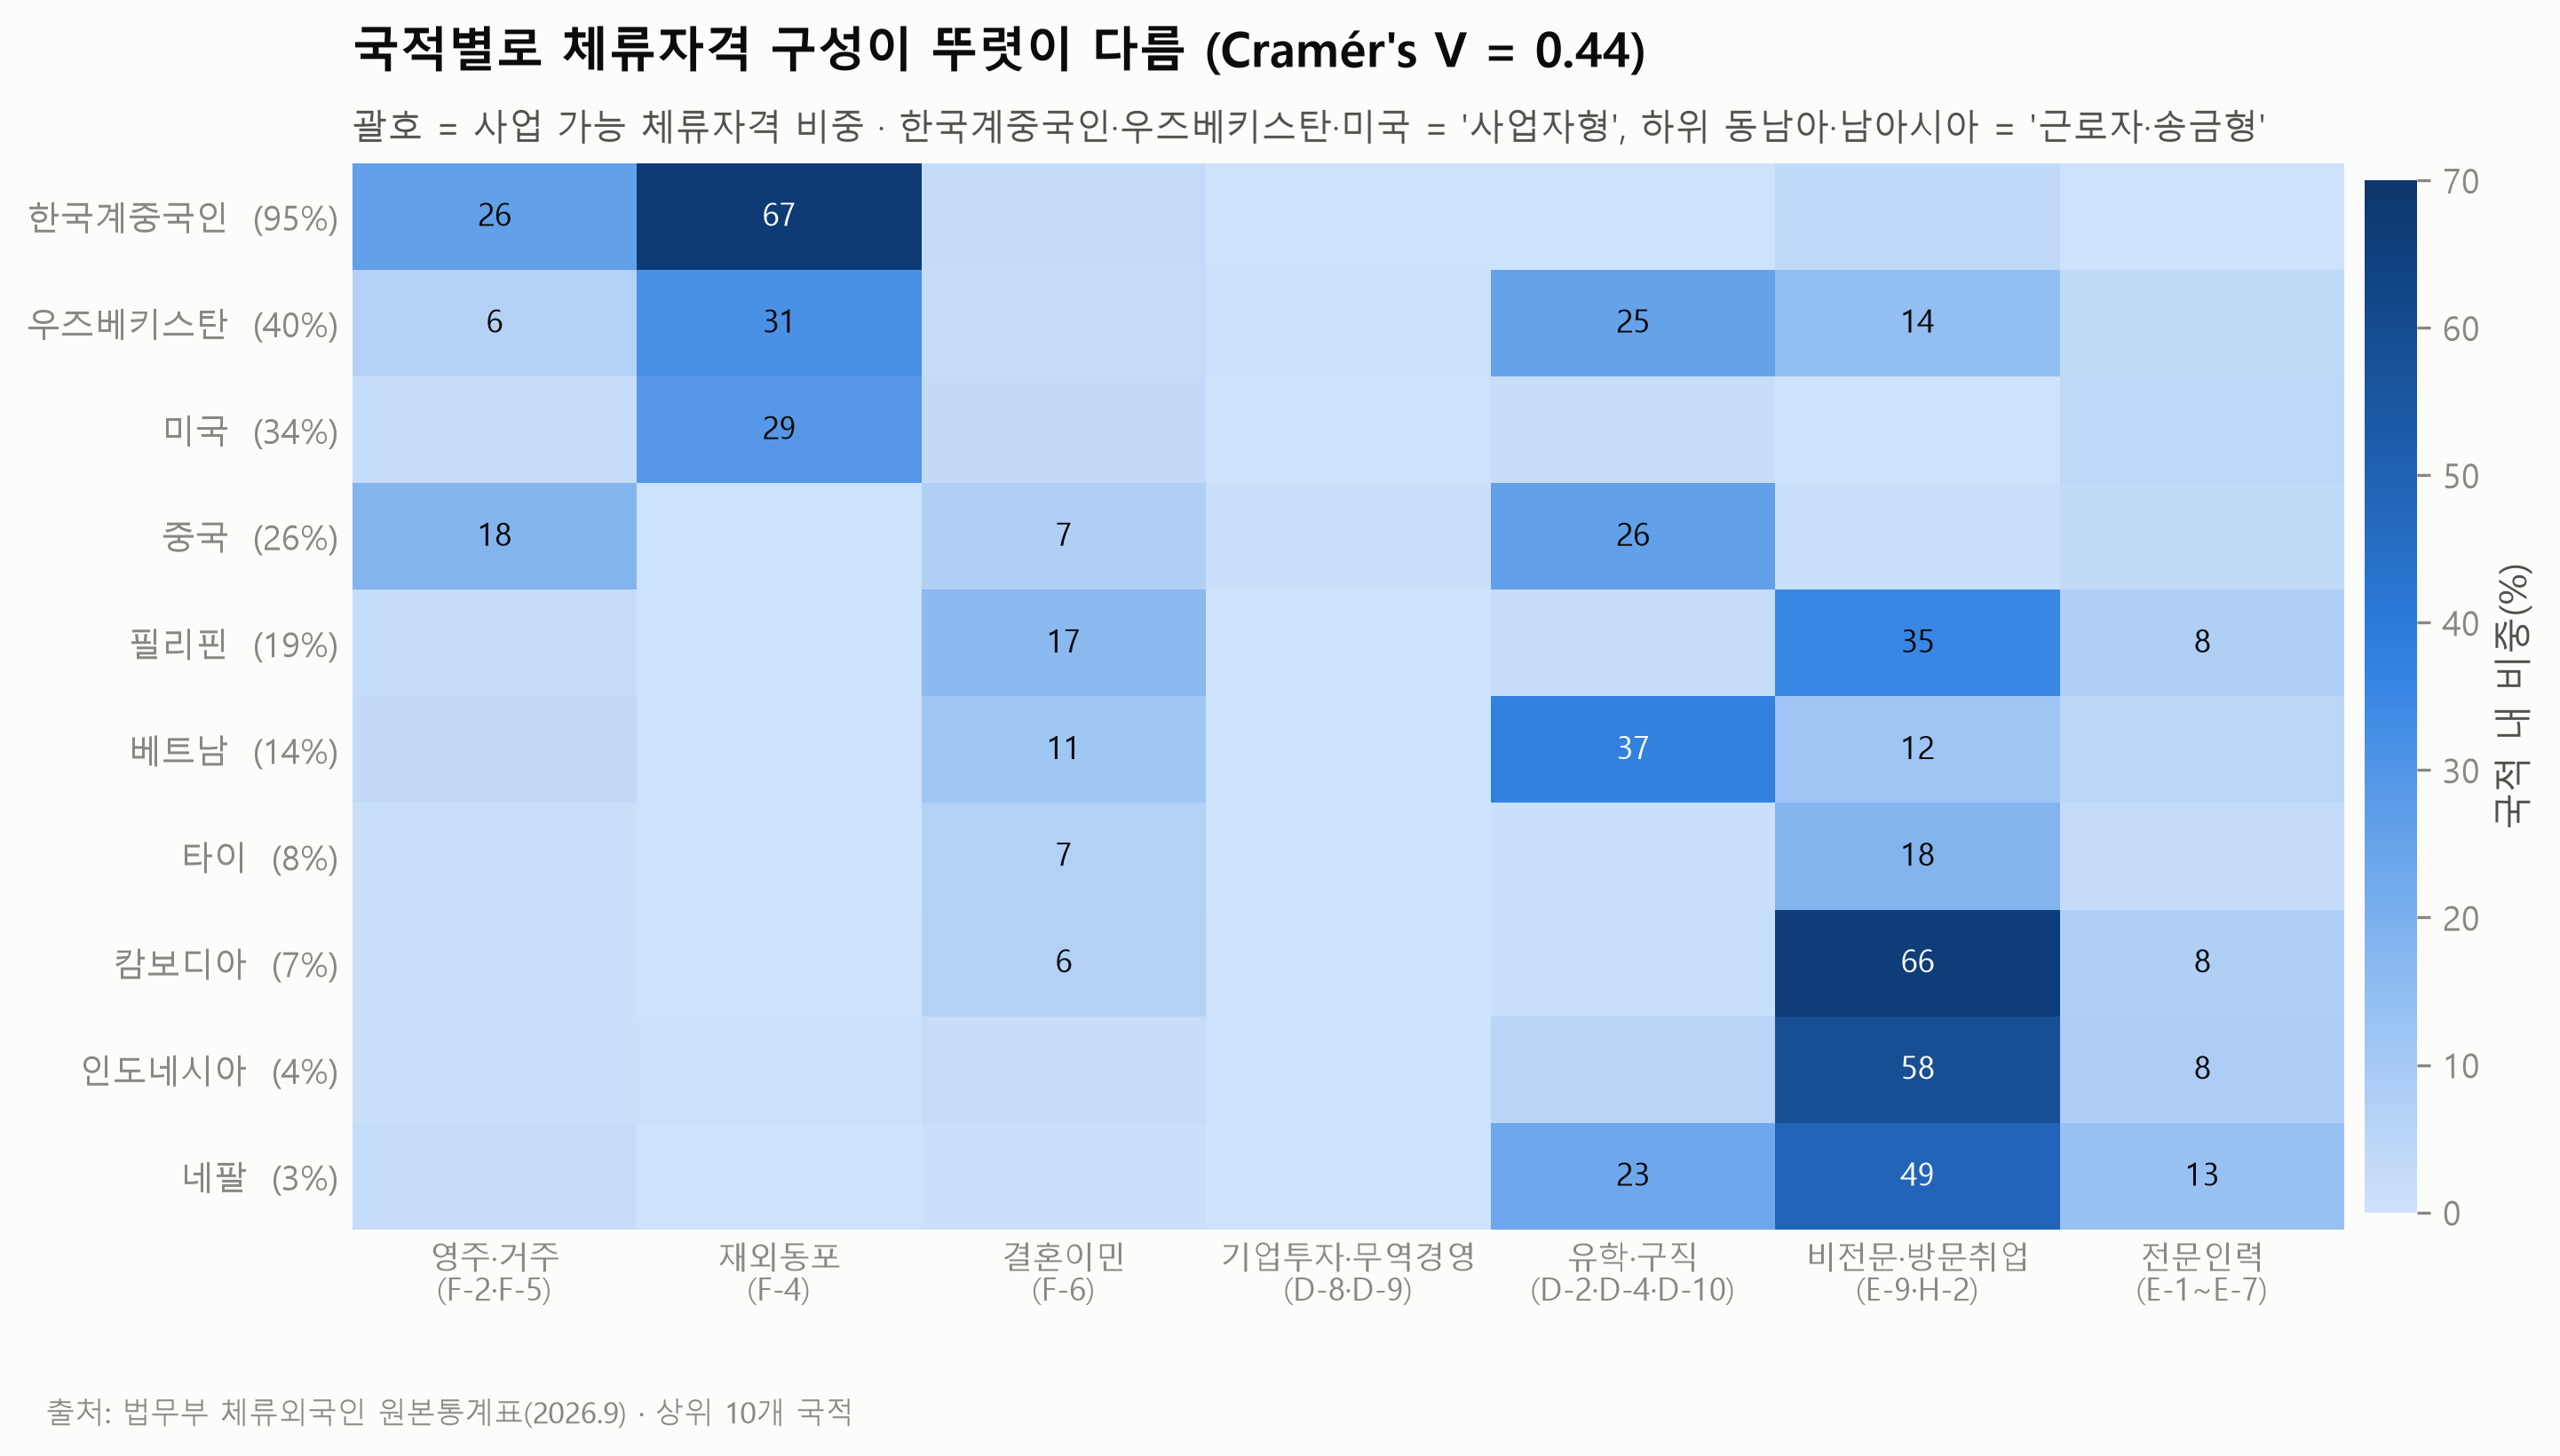 국적별로 체류자격 구성이 뚜렷이 다름 (Cramér's V = 0.44)
괄호 = 사업 가능 체류자격 비중 · 한국계중국인·우즈베키스탄·미국 = '사업자형', 하위 동남아·남아시아 = '근로자·송금형'
한국계중국인 (95%) 26 67
우즈베키스탄 (40%) 6 31 25 14
미국 (34%) 29
중국 (26%) 18 7 26
필리핀 (19%) 17 35 8
베트남 (14%) 11 37 12
타이 (8%) 7 18
캄보디아 (7%) 6 66 8
인도네시아 (4%) 58 8
네팔 (3%) 23 49 13
영주·거주 재외동포 결혼이민 기업투자·무역경영 유학·구직 비전문·방문취업 전문인력
(F-2·F-5) (F-4) (F-6) (D-8·D-9) (D-2·D-4·D-10) (E-9·H-2) (E-1~E-7)
70
60
50
40
30
20
10
0
국적 내 비중(%)
출처: 법무부 체류외국인 원본통계표(2026.9) · 상위 10개 국적